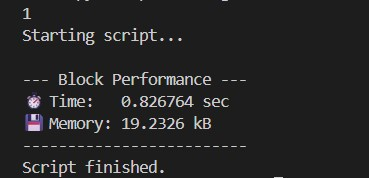 1
Starting script...
--- Block Performance ---
⏱️ Time:   0.826764 sec
💾 Memory: 19.2326 kB
-------------------------
Script finished.